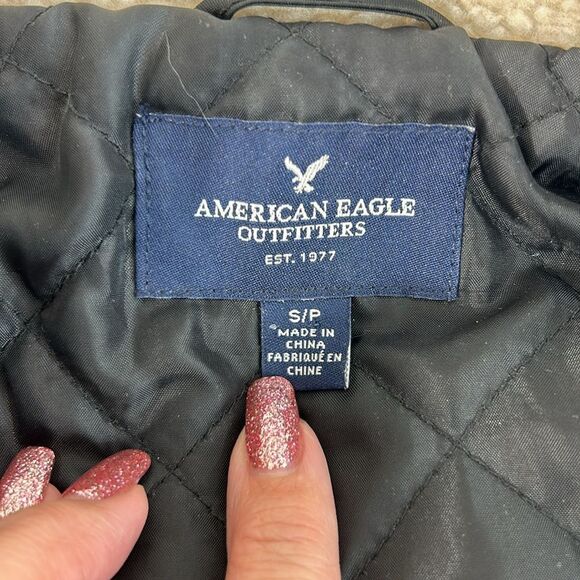 AMERICAN EAGLE
OUTFITTERS
EST. 1977
S/P
MADE IN
CHINA
FABRIQUÉ EN
CHINE